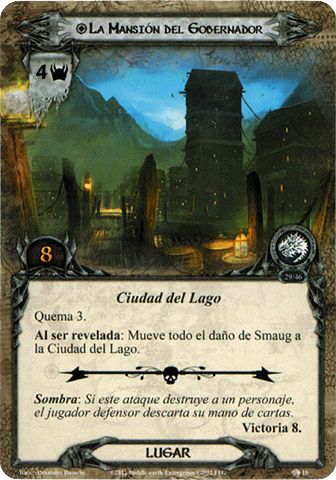 La Mansión del Gobernador
4
8
29-46
Ciudad del Lago
Quema 3.
Al ser revelada: Mueve todo el daño de Smaug a
la Ciudad del Lago.
Sombra: Si este ataque destruye a un personaje,
el jugador defensor descarta su mano de cartas.
Victoria 8.
LUGAR